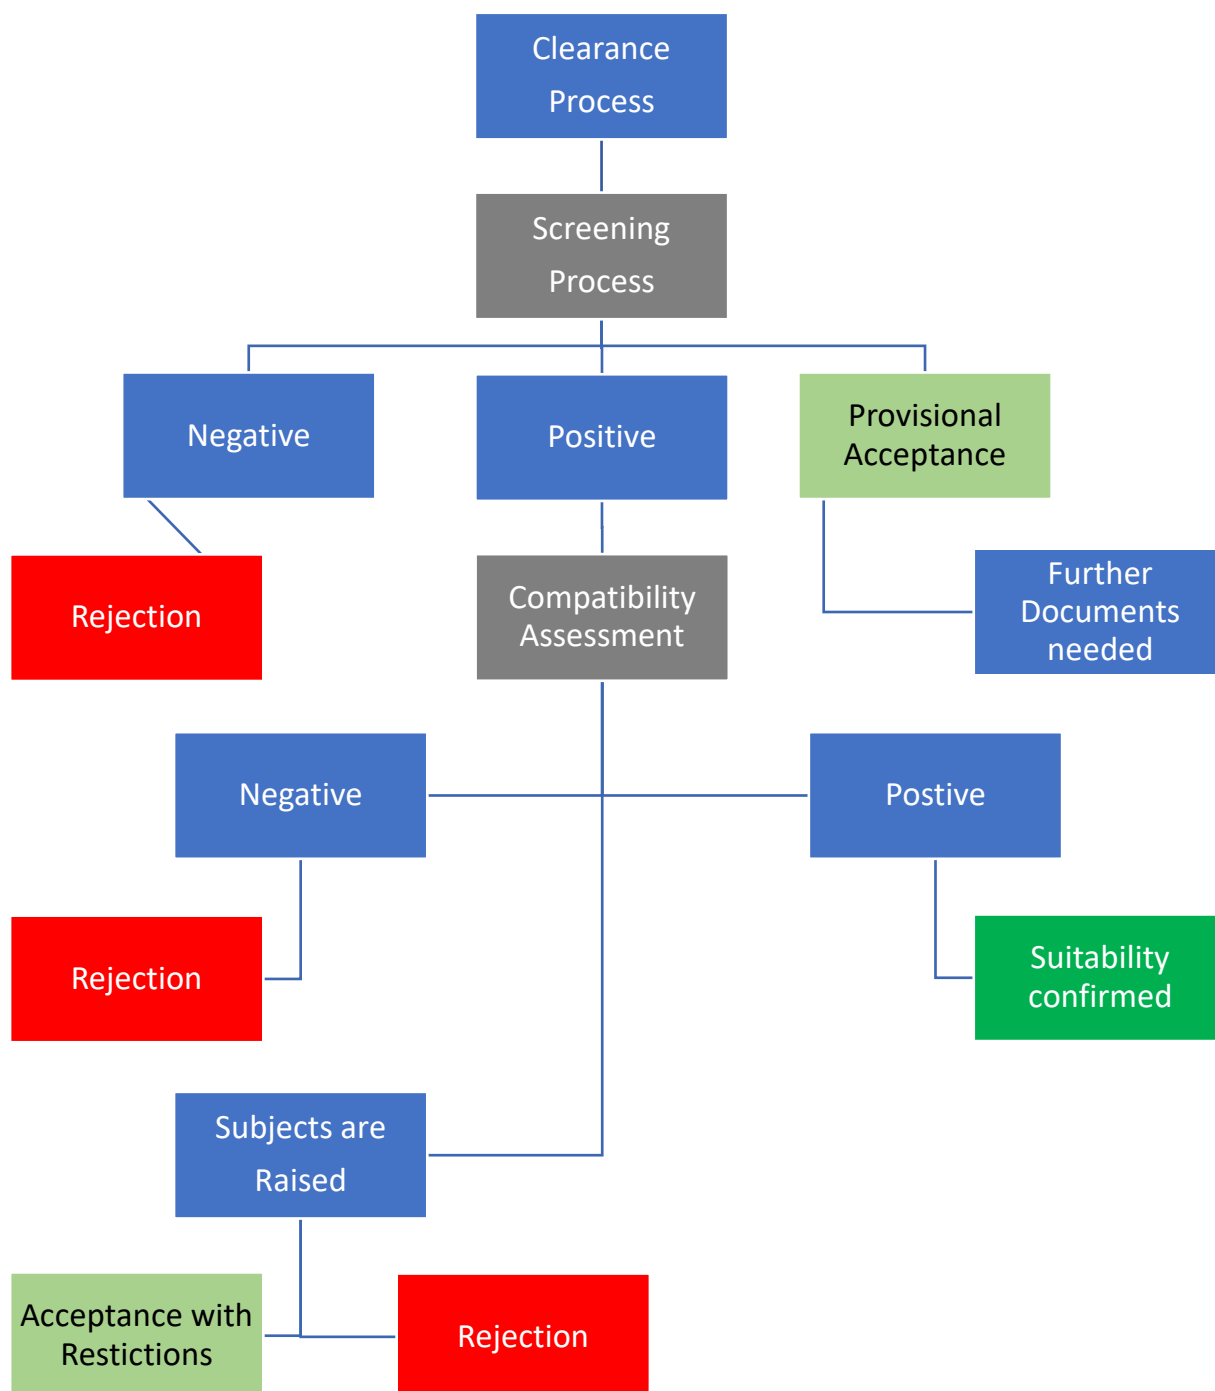 Clearance
Process
Screening
Process
Negative
Positive
Provisional
Acceptance
Rejection
Compatibility
Assessment
Further
Documents
needed
Negative
Postive
Rejection
Suitability
confirmed
Subjects are
Raised
Acceptance with
Restictions
Rejection